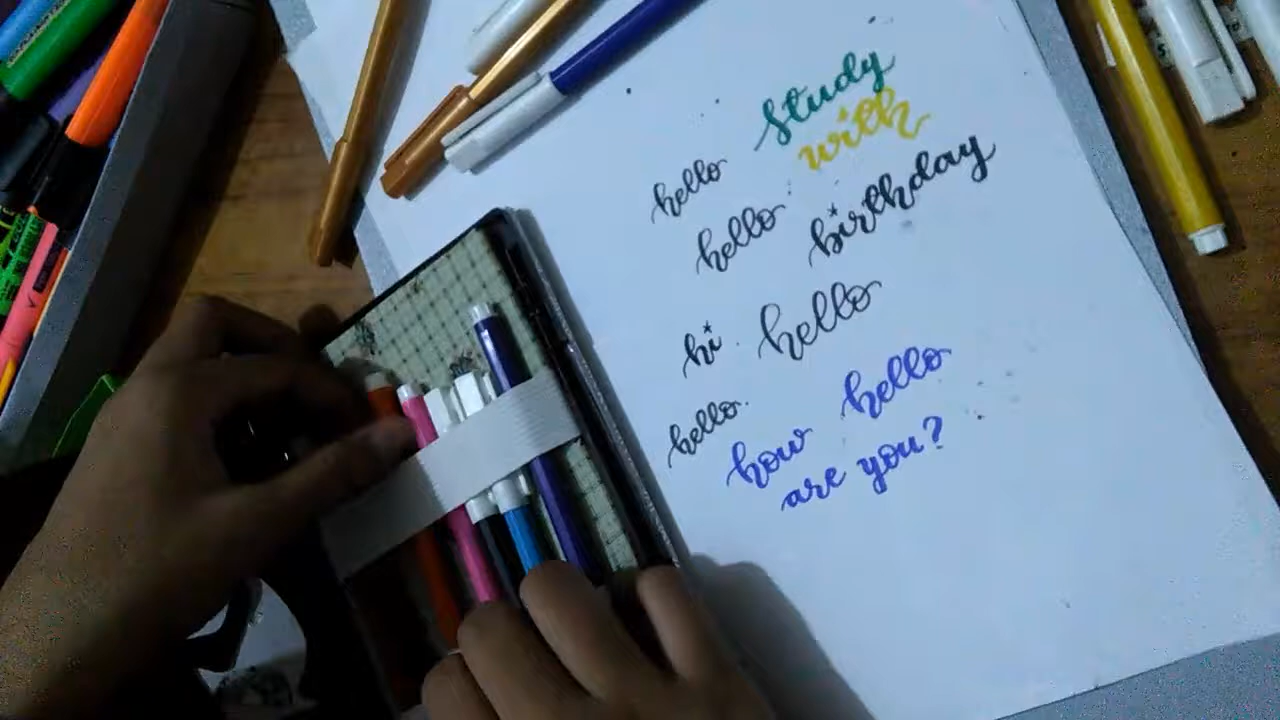 study
with
hello
hello
birthday
hi hello
hello
hello
how
are you?